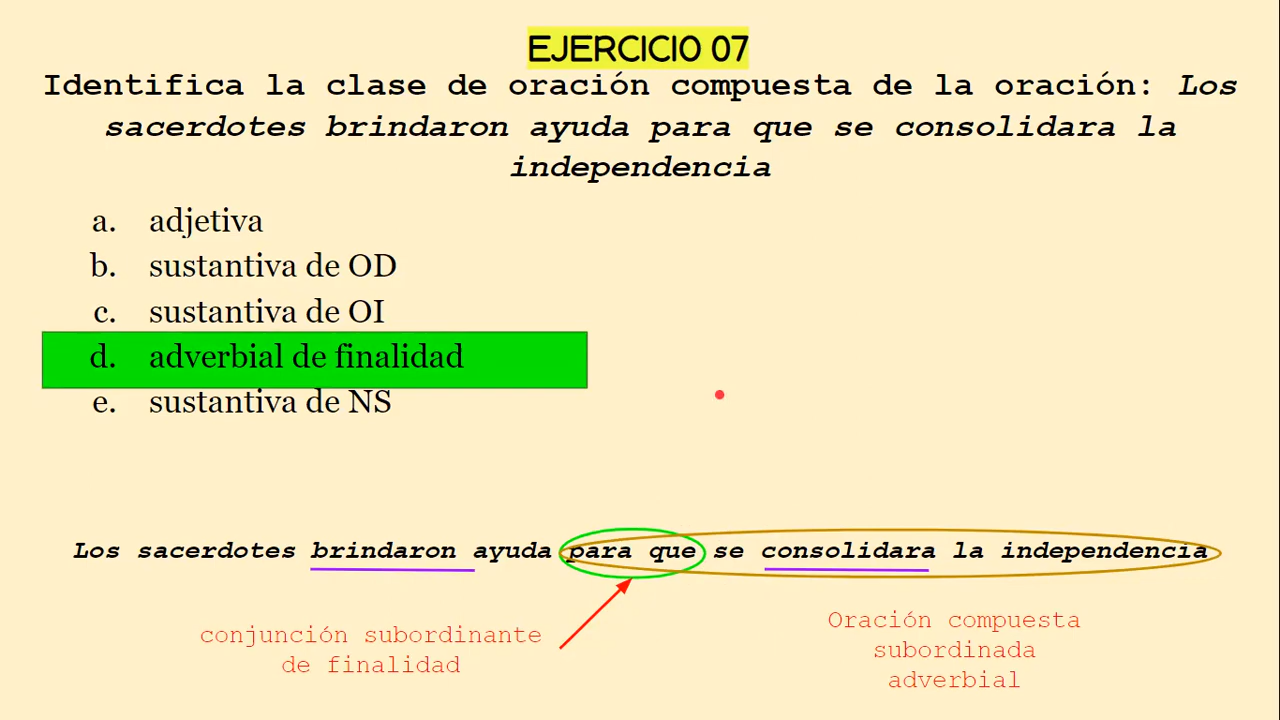 EJERCICIO 07
Identifica la clase de oración compuesta de la oración: Los
sacerdotes brindaron ayuda para que se consolidara la
independencia
a. adjetiva
b. sustantiva de OD
c. sustantiva de OI
d. adverbial de finalidad
e. sustantiva de NS
Los sacerdotes brindaron ayuda para que se consolidara la independencia
conjunción subordinante
de finalidad
Oración compuesta
subordinada
adverbial